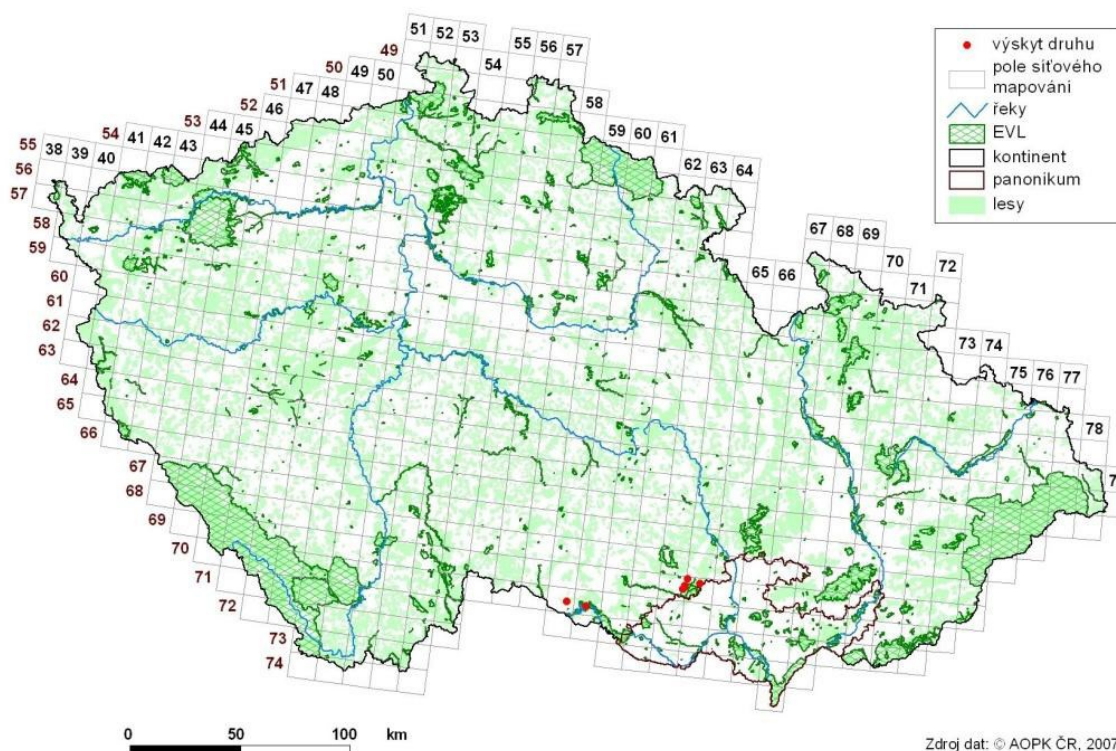 51 52 53 55 56 57
49 54
50 49 50 58
51 47 48
52 46 59 60 61
53 44 45 62 63 64
54 41 42 43
55 38 39 40
56
57
58
59
60
61
62
63
64
65
66
67
68
69
70
71
72
73
74
65 66
67 68 69
70
71
72
73 74
75 76 77
78
7
výskyt druhu
pole síťového
mapování
řeky
EVL
kontinent
panonikum
lesy
0 50 100 km
Zdroj dat: © AOPK ČR, 2007